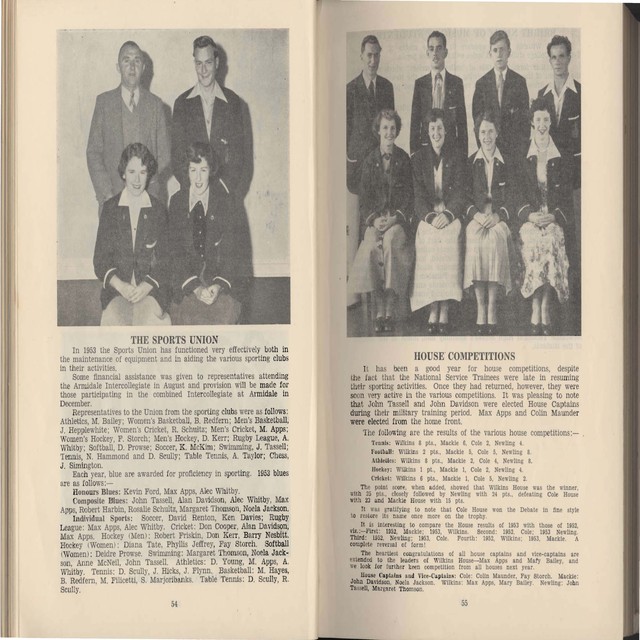 THE SPORTS UNION
In 1953 the Sports Union has functioned very effectively both in
the maintenance of equipment and in aiding the various sporting clubs
in their activities.
Some financial assistance was given to representatives attending
the Armidale Intercollegiate in August and provision will be made for
those participating in the combined Intercollegiate at Armidale in
December.
Representatives to the Union from the sporting clubs were as follows:
Athletics, M. Bailey; Women's Basketball, B. Redfern; Men's Basketball,
J. Hepplewhite; Women's Cricket, R. Schultz; Men's Cricket, M. Apps;
Women's Hockey, P. Storch; Men's Hockey, D. Kerr; Rugby League, A.
Whitby; Softball, D. Prowse; Soccer, K. McKim; Swimming, J. Tassell;
Tennis, N. Hammond and D. Scully; Table Tennis, A. Taylor; Chess,
J. Simington.
Each year, blue are awarded for proficiency in sporting. 1953 blues
are as follows:—
Honours Blues: Kevin Ford, Max Apps, Alec Whitby.
Composite Blues: John Tassell, Alan Davidson, Alec Whitby, Max
Apps, Robert Harbin, Rosalie Schultz, Margaret Thomson, Noela Jackson.
Individual Sports: Soccer, David Renton, Ken Davies; Rugby
League: Max Apps, Alec Whitby. Cricket: Don Cooper, Alan Davidson,
Max Apps. Hockey (Men): Robert Friskin, Don Kerr, Barry Nesbitt.
Hockey (Women): Diana Tate, Phyllis Jeffrey, Fay Storch. Softball
(Women): Deidre Prowse. Swimming: Margaret Thomson, Noela Jack-
son, Anne McNeil, John Tassell. Athletics: D. Young, M. Apps, A.
Whitby. Tennis: D. Scully, J. Hicks, J. Flynn. Basketball: M. Hayes,
B. Redfern, M. Filicetti, S. Marjoribanks. Table Tennis: D. Scully, R.
Scully.
54
HOUSE COMPETITIONS
It has been a good year for house competitions, despite
the fact that the National Service Trainees were late in resuming
their sporting activities. Once they had returned, however, they were
soon very active in the various competitions. It was pleasing to note
that John Tassell and John Davidson were elected House Captains
during their military training period. Max Apps and Colin Maunder
were elected from the home front.
The following are the results of the various house competitions:—
Tennis: Wilkins 8 pts., Mackie 6, Cole 2, Newling 4.
Football: Wilkins 2 pts., Mackie 5, Cole 8, Newling 8.
Athletics: Wilkins 8 pts., Mackie 2, Cole 4, Newling 6.
Hockey: Wilkins 1 pt., Mackie 1, Cole 2, Newling 4.
Cricket: Wilkins 6 pts., Mackie 1, Cole 5, Newling 2.
The point score, when added, showed that Wilkins House was the winner,
with 25 pts., closely followed by Newling with 24 pts., defeating Cole House
with 23 and Mackie House with 15 pts.
It was gratifying to note that Cole House won the Debate in fine style
to restore its name once more on the trophy.
It is interesting to compare the House results of 1953 with those of 1952,
viz.:—First: 1952, Mackie; 1953, Wilkins. Second: 1952, Cole; 1953 Newling.
Third: 1952, Newling; 1953, Cole. Fourth: 1952, Wilkins; 1953, Mackie. A
complete reversal of form!
The heartiest congratulations of all house captains and vice-captains are
extended to the leaders of Wilkins House—Max Apps and Mary Bailey, and
we look for further keen competition from all houses next year.
House Captains and Vice-Captains: Cole: Colin Maunder, Fay Storch. Mackie:
John Davidson, Noela Jackson. Wilkins: Max Apps, Mary Bailey. Newling: John
Tassell, Margaret Thomson.
55